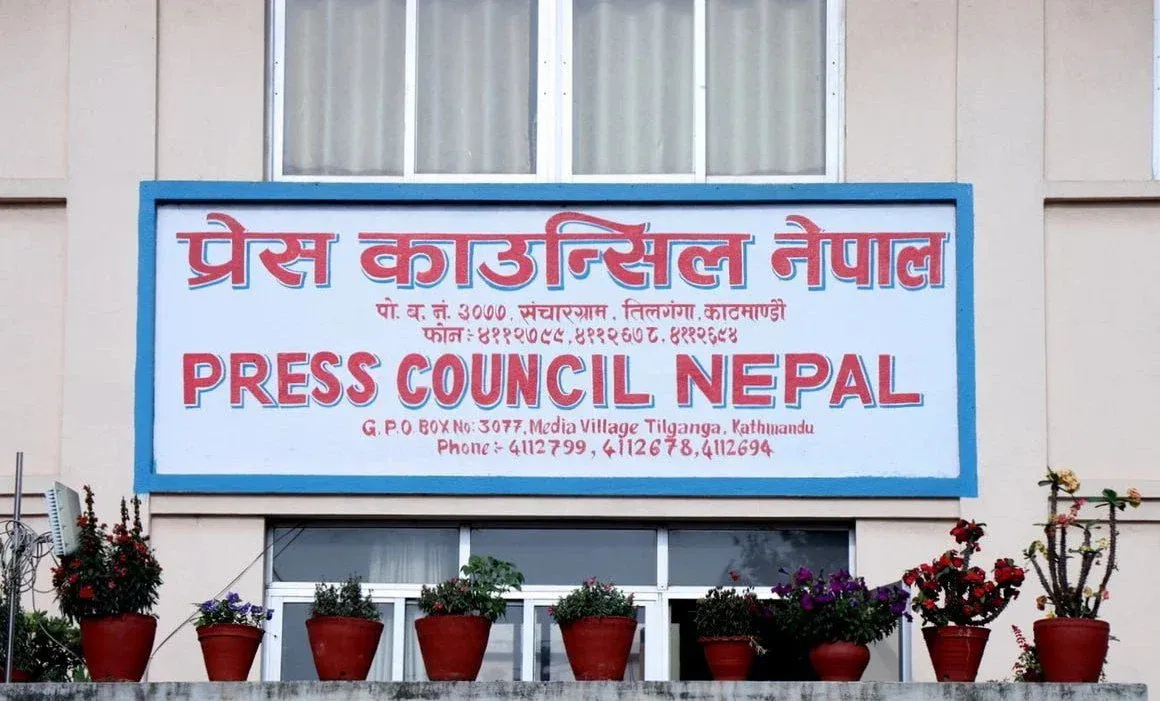 प्रेस काउन्सिल नेपाल
पो. ब. नं. ३०७७, संचारग्राम, तिलगंगा, काठमाण्डौ
फोन :- ४११२७९९, ४११२६७८, ४११२६९४
PRESS COUNCIL NEPAL
G.P.O. BOX No: 3077, Media Village Tilganga, Kathmandu
Phone :- 4112799, 4112678, 4112694